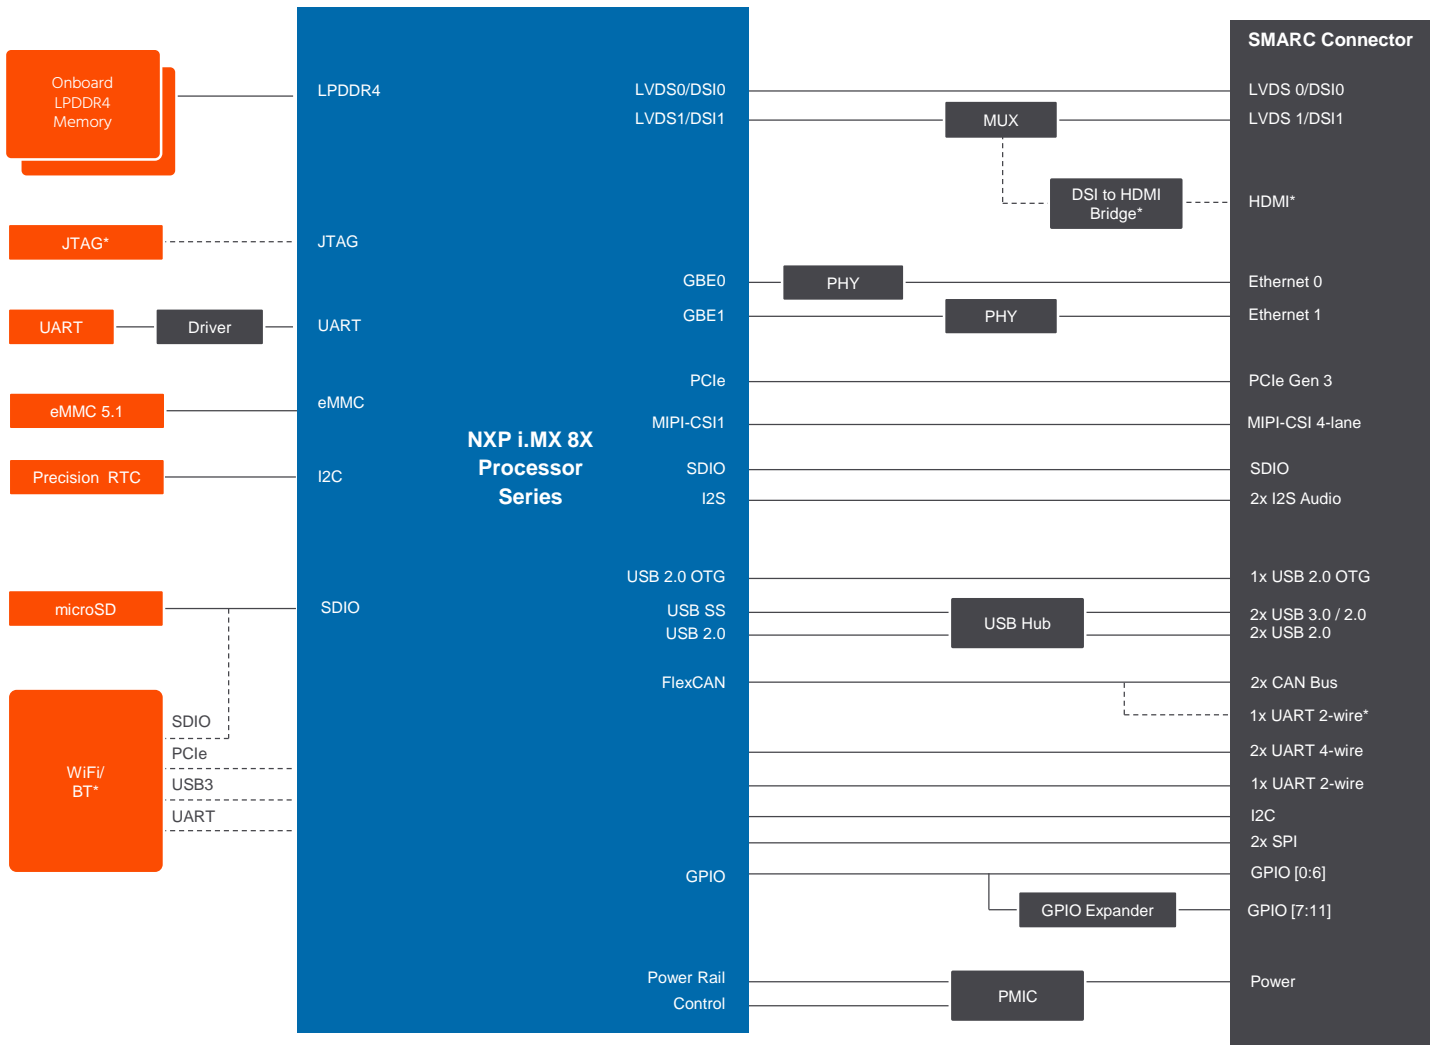 Onboard
LPDDR4
Memory
JTAG*
UART
Driver
eMMC 5.1
Precision RTC
microSD
WiFi/
BT*
SDIO
PCIe
USB3
UART
LPDDR4
JTAG
UART
eMMC
I2C
SDIO
NXP i.MX 8X
Processor
Series
LVDS0/DSI0
LVDS1/DSI1
GBE0
GBE1
PCIe
MIPI-CSI1
SDIO
I2S
USB 2.0 OTG
USB SS
USB 2.0
FlexCAN
GPIO
Power Rail
Control
MUX
DSI to HDMI
Bridge*
PHY
PHY
USB Hub
GPIO Expander
PMIC
SMARC Connector
LVDS 0/DSI0
LVDS 1/DSI1
HDMI*
Ethernet 0
Ethernet 1
PCIe Gen 3
MIPI-CSI 4-lane
SDIO
2x I2S Audio
1x USB 2.0 OTG
2x USB 3.0 / 2.0
2x USB 2.0
2x CAN Bus
1x UART 2-wire*
2x UART 4-wire
1x UART 2-wire
I2C
2x SPI
GPIO [0:6]
GPIO [7:11]
Power